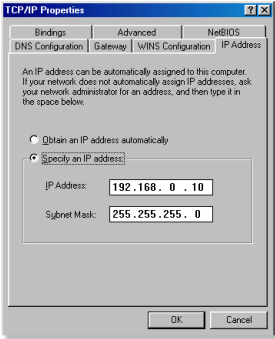 TCP/IP Properties
Bindings Advanced NetBIOS
DNS Configuration Gateway WINS Configuration IP Address
An IP address can be automatically assigned to this computer.
If your network does not automatically assign IP addresses, ask
your network administrator for an address, and then type it in
the space below.
Obtain an IP address automatically
Specify an IP address:
IP Address: 192.168. 0 .10
Subnet Mask: 255.255.255. 0
OK Cancel